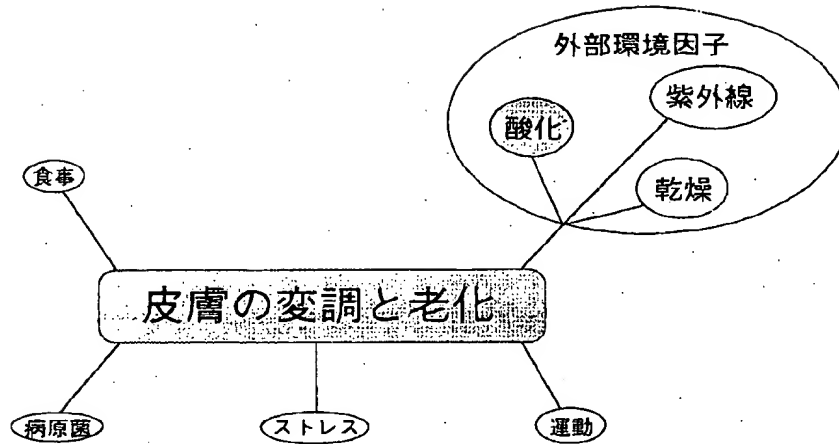 外部環境因子
紫外線
酸化
乾燥
食事
皮膚の変調と老化
病原菌
ストレス
運動